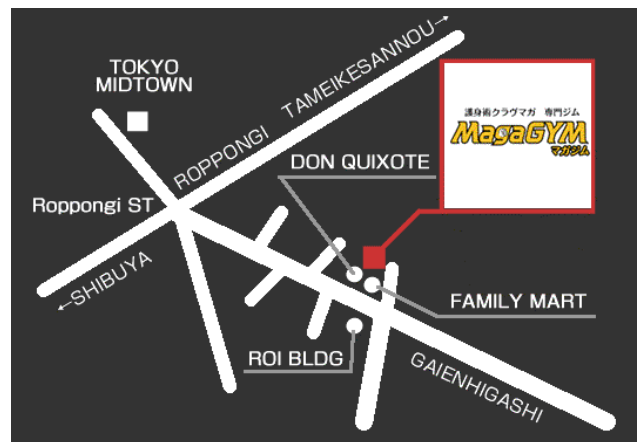 TOKYO
MIDTOWN
ROPPONGI TAMEIKESANNOU→
護身術クラヴマガ 専門ジム
MagaGYM
マガジム
DON QUIXOTE
Roppongi ST
←SHIBUYA
FAMILY MART
ROI BLDG
GAIENHIGASHI